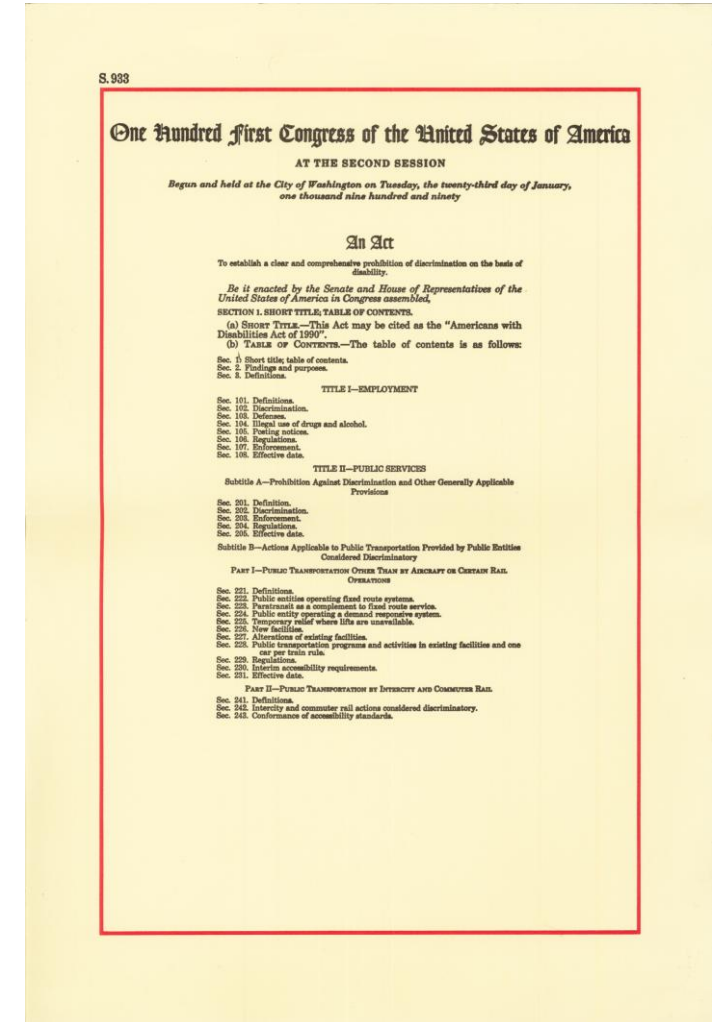 S. 933
One Hundred First Congress of the United States of America
AT THE SECOND SESSION
Begun and held at the City of Washington on Tuesday, the twenty-third day of January,
one thousand nine hundred and ninety
An Act
To establish a clear and comprehensive prohibition of discrimination on the basis of
disability.
Be it enacted by the Senate and House of Representatives of the
United States of America in Congress assembled,
SECTION 1. SHORT TITLE; TABLE OF CONTENTS.
(a) SHORT TITLE.—This Act may be cited as the "Americans with
Disabilities Act of 1990".
(b) TABLE OF CONTENTS.—The table of contents is as follows:
Sec. 1. Short title; table of contents.
Sec. 2. Findings and purposes.
Sec. 3. Definitions.
TITLE I—EMPLOYMENT
Sec. 101. Definitions.
Sec. 102. Discrimination.
Sec. 103. Defenses.
Sec. 104. Illegal use of drugs and alcohol.
Sec. 105. Posting notices.
Sec. 106. Regulations.
Sec. 107. Enforcement.
Sec. 108. Effective date.
TITLE II—PUBLIC SERVICES
Subtitle A—Prohibition Against Discrimination and Other Generally Applicable
Provisions
Sec. 201. Definition.
Sec. 202. Discrimination.
Sec. 203. Enforcement.
Sec. 204. Regulations.
Sec. 205. Effective date.
Subtitle B—Actions Applicable to Public Transportation Provided by Public Entities
Considered Discriminatory
PART I—PUBLIC TRANSPORTATION OTHER THAN BY AIRCRAFT OR CERTAIN RAIL
OPERATIONS
Sec. 221. Definitions.
Sec. 222. Public entities operating fixed route systems.
Sec. 223. Paratransit as a complement to fixed route service.
Sec. 224. Public entity operating a demand responsive system.
Sec. 225. Temporary relief where lifts are unavailable.
Sec. 226. New facilities.
Sec. 227. Alterations of existing facilities.
Sec. 228. Public transportation programs and activities in existing facilities and one
car per train rule.
Sec. 229. Regulations.
Sec. 230. Interim accessibility requirements.
Sec. 231. Effective date.
PART II—PUBLIC TRANSPORTATION BY INTERCITY AND COMMUTER RAIL
Sec. 241. Definitions.
Sec. 242. Intercity and commuter rail actions considered discriminatory.
Sec. 243. Conformance of accessibility standards.